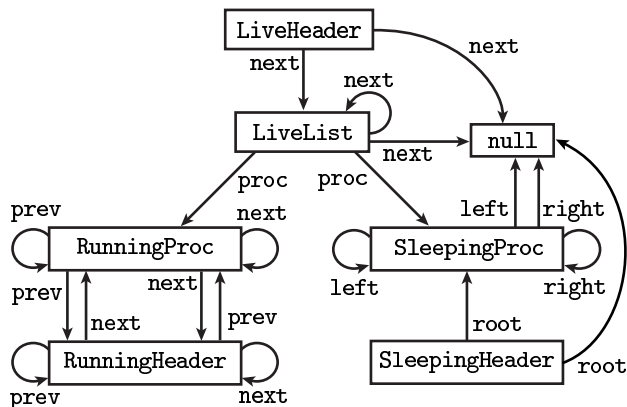 LiveHeader
next
next
next
LiveList
null
next
proc
proc
prev
next
left
right
RunningProc
SleepingProc
prev
next
left
right
next
prev
root
RunningHeader
SleepingHeader
root
prev
next